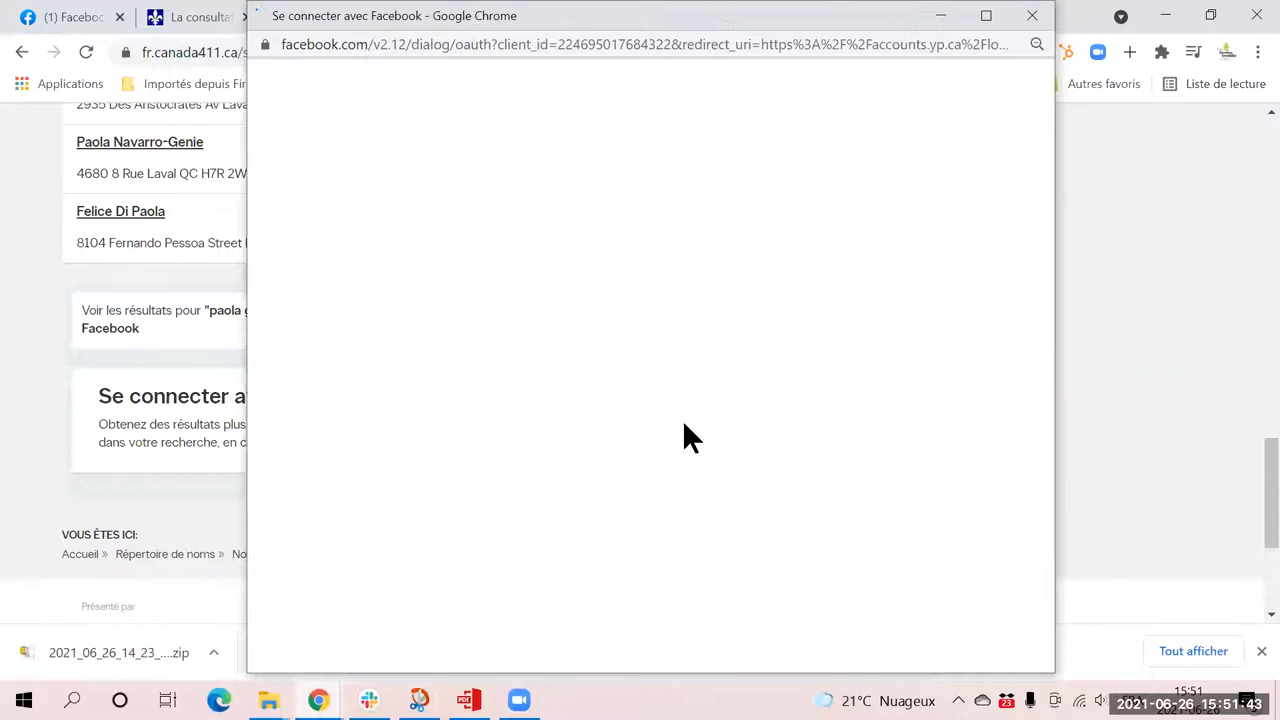 Se connecter avec Facebook - Google Chrome
(1) Facebo
La consultat
facebook.com/v2.12/dialog/oauth?client_id=224695017684322&redirect_uri=https%3A%2F%2Faccounts.yp.ca%2Flo...
fr.canada411.ca/s
Applications
Importés depuis Fir
Autres favoris
Liste de lecture
2935 Des Aristocrates Av Lava
Paola Navarro-Genie
4680 8 Rue Laval QC H7R 2W
Felice Di Paola
8104 Fernando Pessoa Street
Voir les résultats pour "paola g
Facebook
Se connecter a
Obtenez des résultats plus
dans votre recherche, en c
VOUS ÊTES ICI:
Accueil » Répertoire de noms » No
Présenté par
2021_06_26_14_23_....zip
Tout afficher
21°C Nuageux
23
15:51
2021-06-26 15:51:43